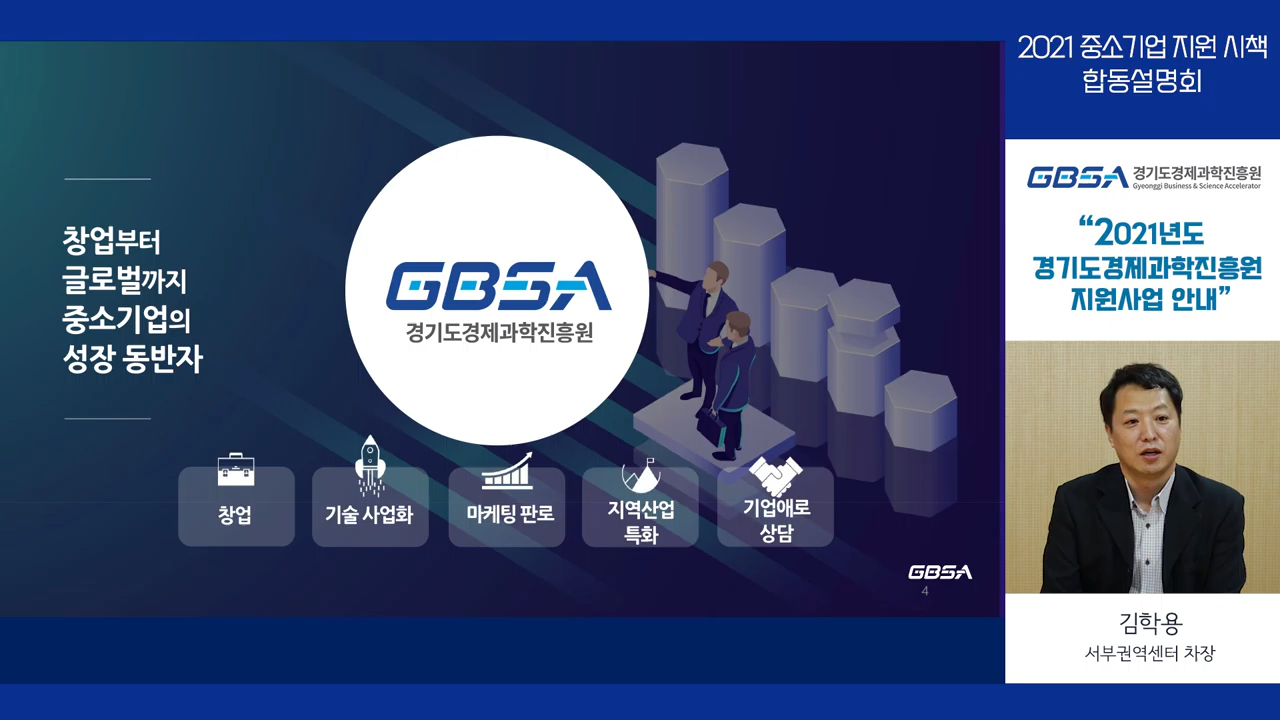 2021 중소기업 지원 시책
합동설명회
창업부터
글로벌까지
중소기업의
성장 동반자
GBSA
경기도경제과학진흥원
창업
기술 사업화
마케팅 판로
지역산업
특화
기업애로
상담
GBSA
4
GBSA 경기도경제과학진흥원
Gyeonggi Business & Science Accelerator
“2021년도
경기도경제과학진흥원
지원사업 안내”
김학용
서부권역센터 차장